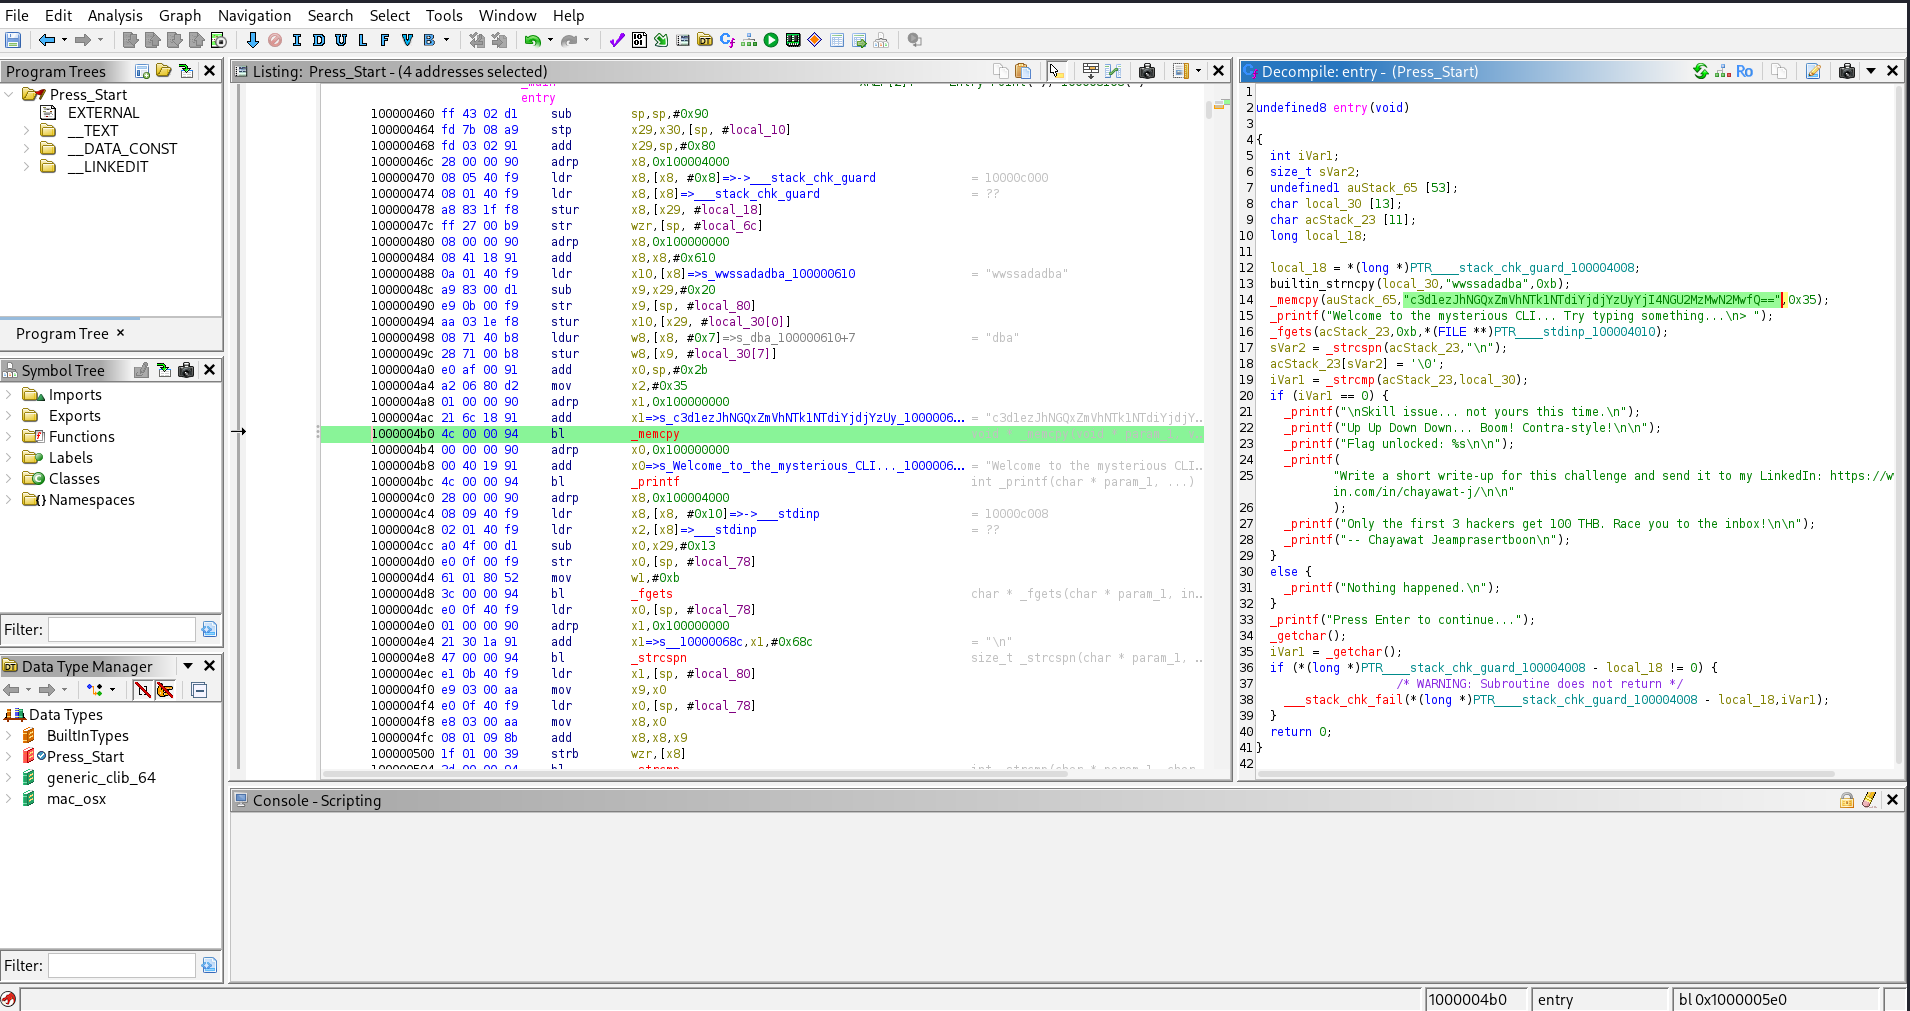 File Edit Analysis Graph Navigation Search Select Tools Window Help
I D U L F V B
Program Trees
Press_Start
EXTERNAL
__TEXT
__DATA_CONST
__LINKEDIT
Program Tree ×
Symbol Tree
Imports
Exports
Functions
Labels
Classes
Namespaces
Filter:
Data Type Manager
Data Types
BuiltInTypes
Press_Start
generic_clib_64
mac_osx
Filter:
Listing: Press_Start - (4 addresses selected)
entry
100000460 ff 43 02 d1 sub sp,sp,#0x90
100000464 fd 7b 08 a9 stp x29,x30,[sp, #local_10]
100000468 fd 03 02 91 add x29,sp,#0x80
10000046c 28 00 00 90 adrp x8,0x100004000
100000470 08 05 40 f9 ldr x8,[x8, #0x8]=>->___stack_chk_guard = 10000c000
100000474 08 01 40 f9 ldr x8,[x8]=>___stack_chk_guard = ??
100000478 a8 83 1f f8 stur x8,[x29, #local_18]
10000047c ff 27 00 b9 str wzr,[sp, #local_6c]
100000480 08 00 00 90 adrp x8,0x100000000
100000484 08 41 18 91 add x8,x8,#0x610
100000488 0a 01 40 f9 ldr x10,[x8]=>s_wwssadadba_100000610 = "wwssadadba"
10000048c a9 83 00 d1 sub x9,x29,#0x20
100000490 e9 0b 00 f9 str x9,[sp, #local_80]
100000494 aa 03 1e f8 stur x10,[x29, #local_30[0]]
100000498 08 71 40 b8 ldur w8,[x8, #0x7]=>s_dba_100000610+7 = "dba"
10000049c 28 71 00 b8 stur w8,[x9, #local_30[7]]
1000004a0 e0 af 00 91 add x0,sp,#0x2b
1000004a4 a2 06 80 d2 mov x2,#0x35
1000004a8 01 00 00 90 adrp x1,0x100000000
1000004ac 21 6c 18 91 add x1=>s_c3d1ezJhNGQxZmVhNTk1NTdiYjdjYzUy_1000006... = "c3d1ezJhNGQxZmVhNTk1NTdiYjdjY...
1000004b0 4c 00 00 94 bl _memcpy void * _memcpy(void * param_1, v...
1000004b4 00 00 00 90 adrp x0,0x100000000
1000004b8 00 40 19 91 add x0=>s_Welcome_to_the_mysterious_CLI..._1000006... = "Welcome to the mysterious CLI...
1000004bc 4c 00 00 94 bl _printf int _printf(char * param_1, ...)
1000004c0 28 00 00 90 adrp x8,0x100004000
1000004c4 08 09 40 f9 ldr x8,[x8, #0x10]=>->___stdinp = 10000c008
1000004c8 02 01 40 f9 ldr x2,[x8]=>___stdinp = ??
1000004cc a0 4f 00 d1 sub x0,x29,#0x13
1000004d0 e0 0f 00 f9 str x0,[sp, #local_78]
1000004d4 61 01 80 52 mov w1,#0xb
1000004d8 3c 00 00 94 bl _fgets char * _fgets(char * param_1, in...
1000004dc e0 0f 40 f9 ldr x0,[sp, #local_78]
1000004e0 01 00 00 90 adrp x1,0x100000000
1000004e4 21 30 1a 91 add x1=>s__10000068c,x1,#0x68c = "\n"
1000004e8 47 00 00 94 bl _strcspn size_t _strcspn(char * param_1, ...
1000004ec e1 0b 40 f9 ldr x1,[sp, #local_80]
1000004f0 e9 03 00 aa mov x9,x0
1000004f4 e0 0f 40 f9 ldr x0,[sp, #local_78]
1000004f8 e8 03 00 aa mov x8,x0
1000004fc 08 01 09 8b add x8,x8,x9
100000500 1f 01 00 39 strb wzr,[x8]
Decompile: entry - (Press_Start)
Ro
1
2 undefined8 entry(void)
3
4 {
5 int iVar1;
6 size_t sVar2;
7 undefined1 auStack_65 [53];
8 char local_30 [13];
9 char acStack_23 [11];
10 long local_18;
11
12 local_18 = *(long *)PTR____stack_chk_guard_100004008;
13 builtin_strncpy(local_30,"wwssadadba",0xb);
14 _memcpy(auStack_65,"c3d1ezJhNGQxZmVhNTk1NTdiYjdjYzUyYjI4NGU2MzMwN2MwfQ==",0x35);
15 _printf("Welcome to the mysterious CLI... Try typing something...\n> ");
16 _fgets(acStack_23,0xb,*(FILE **)PTR____stdinp_100004010);
17 sVar2 = _strcspn(acStack_23,"\n");
18 acStack_23[sVar2] = '\0';
19 iVar1 = _strcmp(acStack_23,local_30);
20 if (iVar1 == 0) {
21 _printf("\nSkill issue... not yours this time.\n");
22 _printf("Up Up Down Down... Boom! Contra-style!\n\n");
23 _printf("Flag unlocked: %s\n\n");
24 _printf(
25 "Write a short write-up for this challenge and send it to my LinkedIn: https://w
in.com/in/chayawat-j/\n\n"
26 );
27 _printf("Only the first 3 hackers get 100 THB. Race you to the inbox!\n\n");
28 _printf("-- Chayawat Jeamprasertboon\n");
29 }
30 else {
31 _printf("Nothing happened.\n");
32 }
33 _printf("Press Enter to continue...");
34 _getchar();
35 iVar1 = _getchar();
36 if (*(long *)PTR____stack_chk_guard_100004008 - local_18 != 0) {
37 /* WARNING: Subroutine does not return */
38 ____stack_chk_fail(*(long *)PTR____stack_chk_guard_100004008 - local_18,iVar1);
39 }
40 return 0;
41 }
42
Console - Scripting
1000004b0 entry bl 0x1000005e0